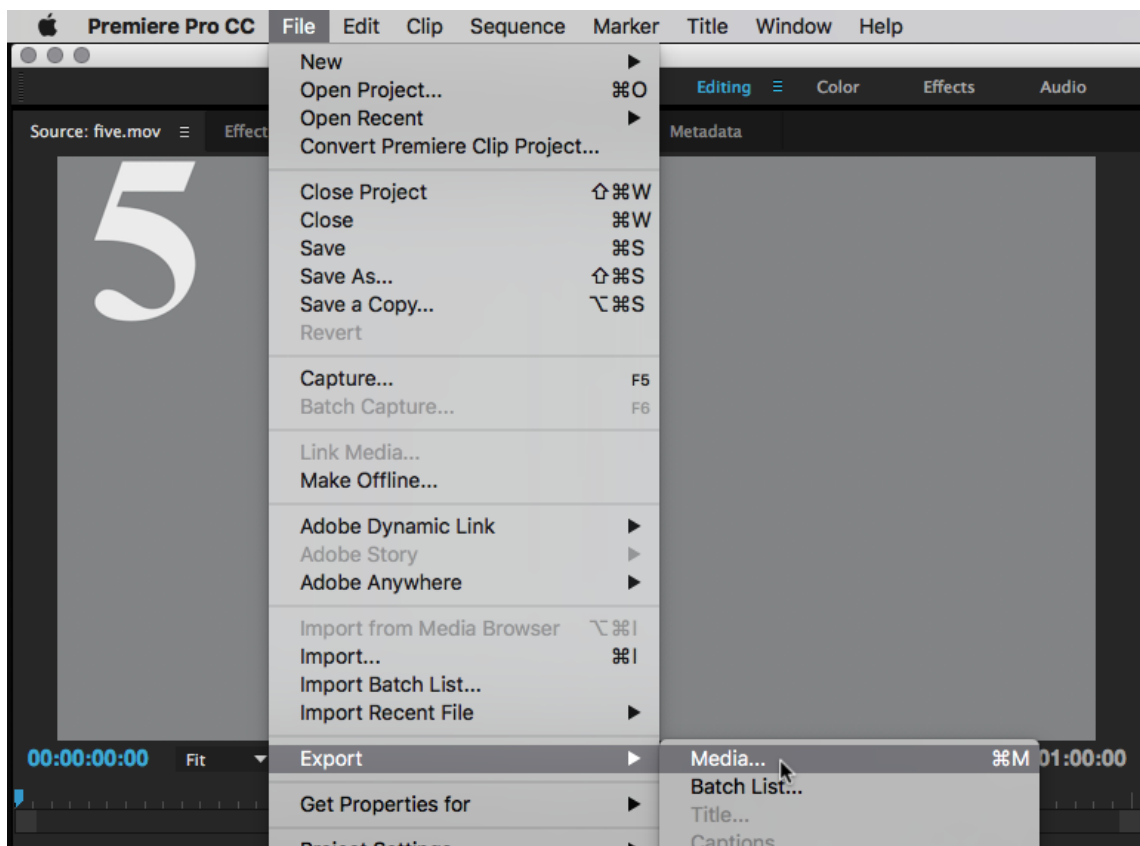 Premiere Pro CC File Edit Clip Sequence Marker Title Window Help
New
Open Project... ⌘O
Editing Color Effects Audio
Open Recent
Source: five.mov Effect Metadata
Convert Premiere Clip Project...
5
Close Project ⇧⌘W
Close ⌘W
Save ⌘S
Save As... ⇧⌘S
Save a Copy... ⌥⌘S
Revert
Capture... F5
Batch Capture... F6
Link Media...
Make Offline...
Adobe Dynamic Link
Adobe Story
Adobe Anywhere
Import from Media Browser ⌥⌘I
Import... ⌘I
Import Batch List...
Import Recent File
00:00:00:00 Fit Export Media... ⌘M 01:00:00
Batch List...
Get Properties for
Title...
Project Settings
Captions